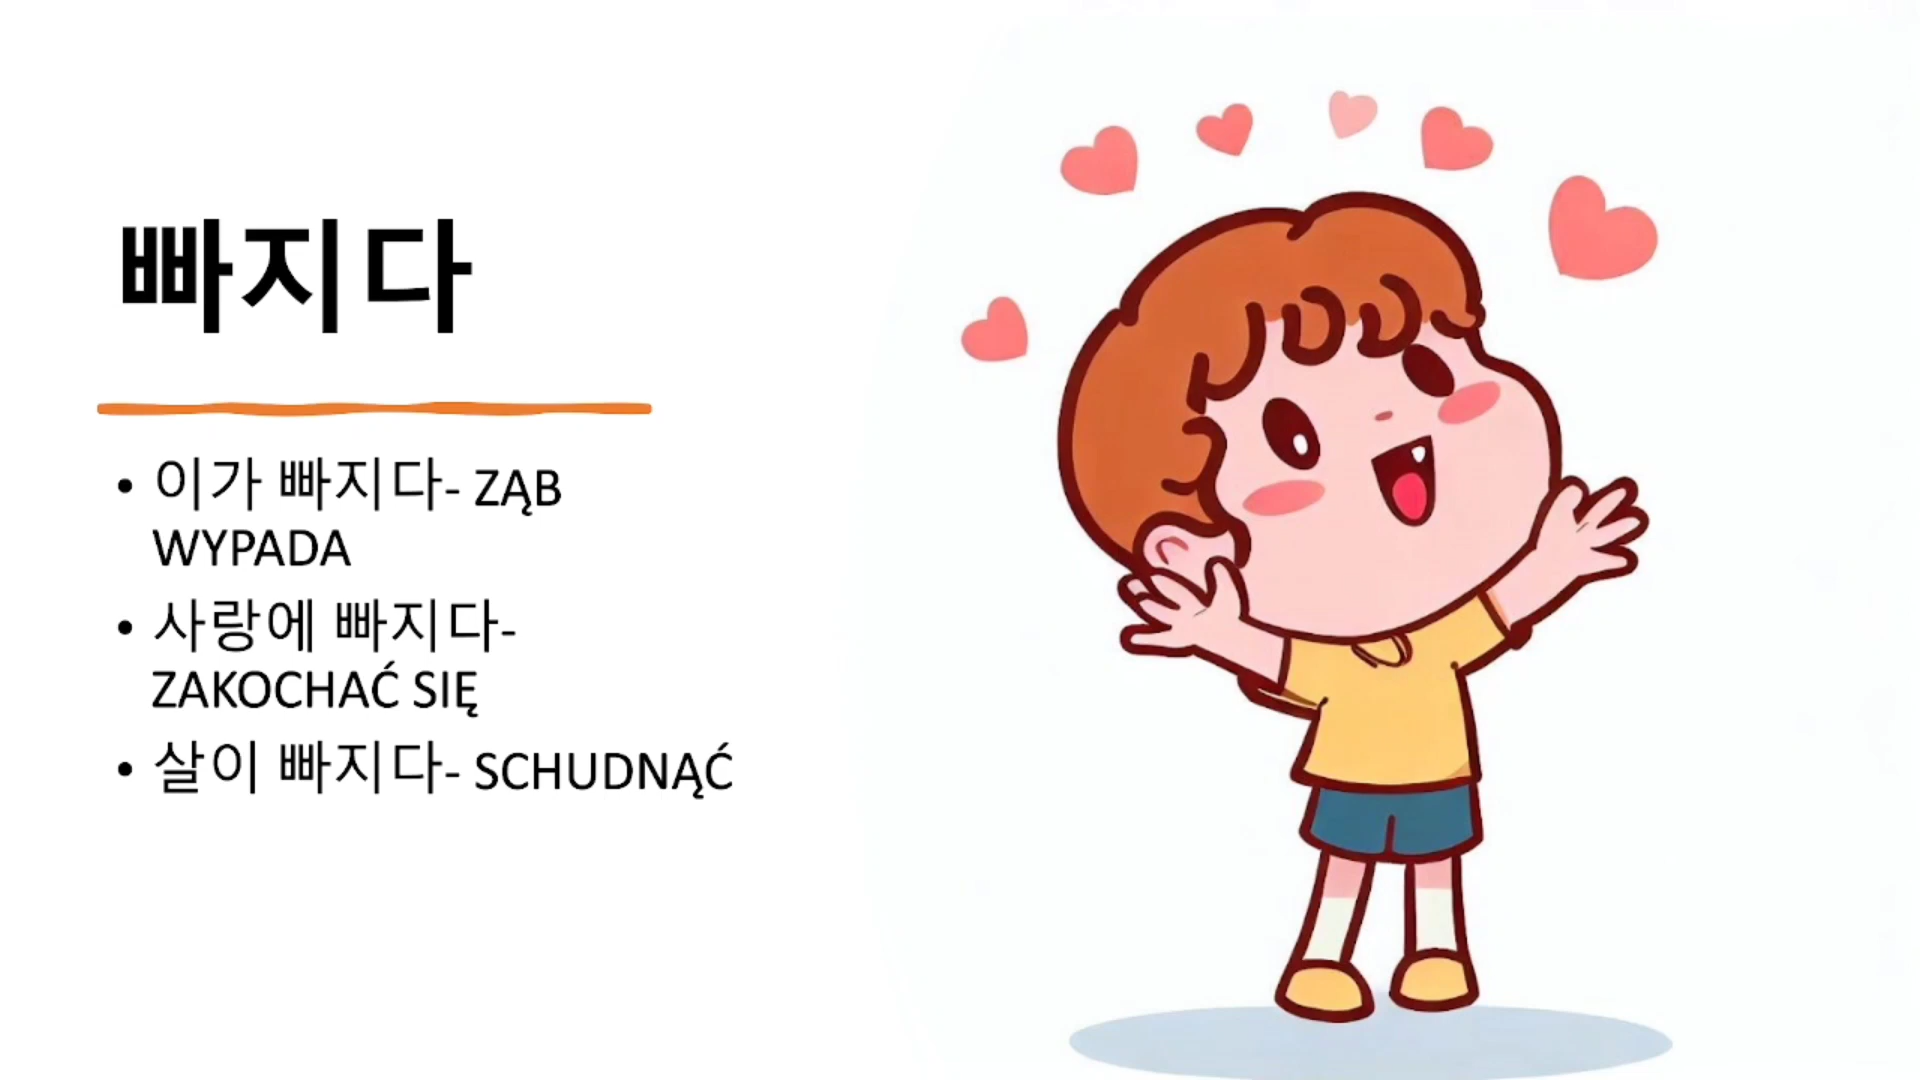 빠지다
• 이가 빠지다- ZĄB
WYPADA
• 사랑에 빠지다-
ZAKOCHAĆ SIĘ
• 살이 빠지다- SCHUDNĄĆ